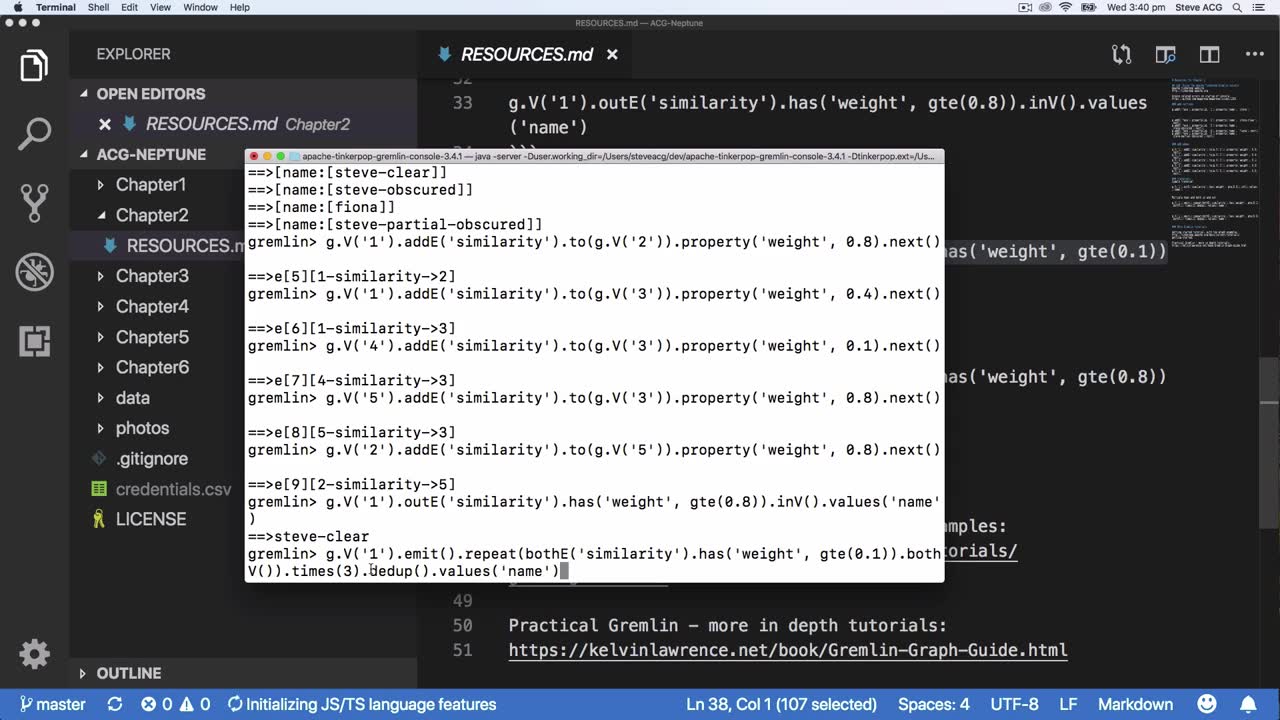 Terminal Shell Edit View Window Help Wed 3:40 pm Steve ACG
RESOURCES.md — ACG-Neptune
EXPLORER
OPEN EDITORS
RESOURCES.md Chapter2
ACG-NEPTUNE
Chapter1
Chapter2
RESOURCES.m
Chapter3
Chapter4
Chapter5
Chapter6
data
photos
.gitignore
credentials.csv
LICENSE
OUTLINE
RESOURCES.md
32
33 g.V('1').outE('similarity').has('weight', gte(0.8)).inV().values
('name')
has('weight', gte(0.1))
has('weight', gte(0.8))
amples:
torials/
49
50 Practical Gremlin – more in depth tutorials:
51 https://kelvinlawrence.net/book/Gremlin-Graph-Guide.html
apache-tinkerpop-gremlin-console-3.4.1 — java -server -Duser.working_dir=/Users/steveacg/dev/apache-tinkerpop-gremlin-console-3.4.1 -Dtinkerpop.ext=/Us...
==>[name:[steve-clear]]
==>[name:[steve-obscured]]
==>[name:[fiona]]
==>[name:[steve-partial-obscured]]
gremlin> g.V('1').addE('similarity').to(g.V('2')).property('weight', 0.8).next()
==>e[5][1-similarity->2]
gremlin> g.V('1').addE('similarity').to(g.V('3')).property('weight', 0.4).next()
==>e[6][1-similarity->3]
gremlin> g.V('4').addE('similarity').to(g.V('3')).property('weight', 0.1).next()
==>e[7][4-similarity->3]
gremlin> g.V('5').addE('similarity').to(g.V('3')).property('weight', 0.8).next()
==>e[8][5-similarity->3]
gremlin> g.V('2').addE('similarity').to(g.V('5')).property('weight', 0.8).next()
==>e[9][2-similarity->5]
gremlin> g.V('1').outE('similarity').has('weight', gte(0.8)).inV().values('name'
)
==>steve-clear
gremlin> g.V('1').emit().repeat(bothE('similarity').has('weight', gte(0.1)).both
V()).times(3).dedup().values('name')
master 0 0 Initializing JS/TS language features Ln 38, Col 1 (107 selected) Spaces: 4 UTF-8 LF Markdown